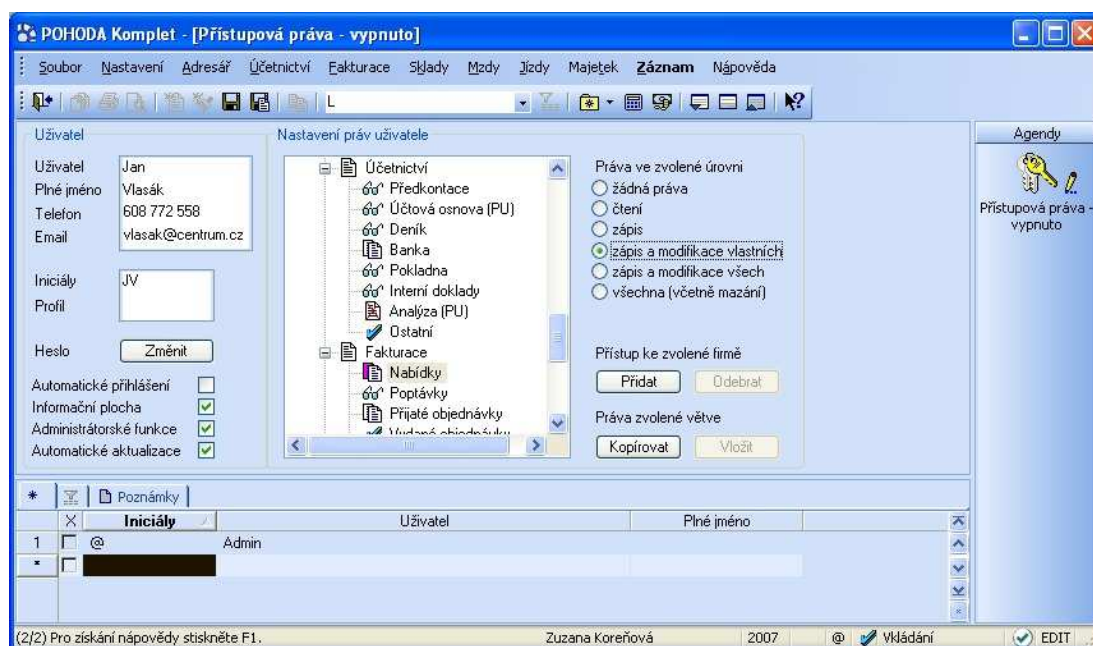 POHODA Komplet - [Přístupová práva - vypnuto]
Soubor Nastavení Adresář Účetnictví Fakturace Sklady Mzdy Jízdy Majetek Záznam Nápověda
L
Uživatel
Uživatel Jan
Plné jméno Vlasák
Telefon 608 772 558
Email vlasak@centrum.cz
Iniciály JV
Profil
Heslo Změnit
Automatické přihlášení
Informační plocha
Administrátorské funkce
Automatické aktualizace
Nastavení práv uživatele
Účetnictví
Předkontace
Účtová osnova (PU)
Deník
Banka
Pokladna
Interní doklady
Analýza (PU)
Ostatní
Fakturace
Nabídky
Poptávky
Přijaté objednávky
Vydané objednávky
Práva ve zvolené úrovni
žádná práva
čtení
zápis
zápis a modifikace vlastních
zápis a modifikace všech
všechna (včetně mazání)
Přístup ke zvolené firmě
Přidat Odebrat
Práva zvolené větve
Kopírovat Vložit
Agendy
Přístupová práva -
vypnuto
* Poznámky
X Iniciály Uživatel Plné jméno
1 @ Admin
*
(2/2) Pro získání nápovědy stiskněte F1. Zuzana Koreňová 2007 @ Vkládání EDIT